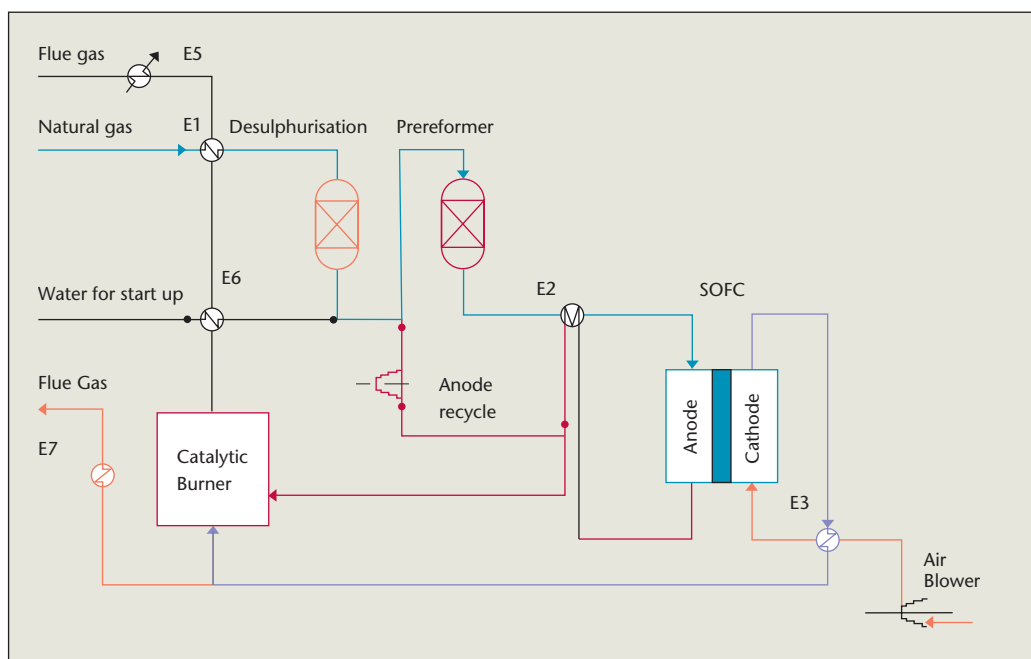 Flue gas
E5
Natural gas
E1
Desulphurisation
Prereformer
Water for start up
E6
E2
SOFC
Flue Gas
E7
Catalytic
Burner
Anode
recycle
Anode
Cathode
E3
Air
Blower